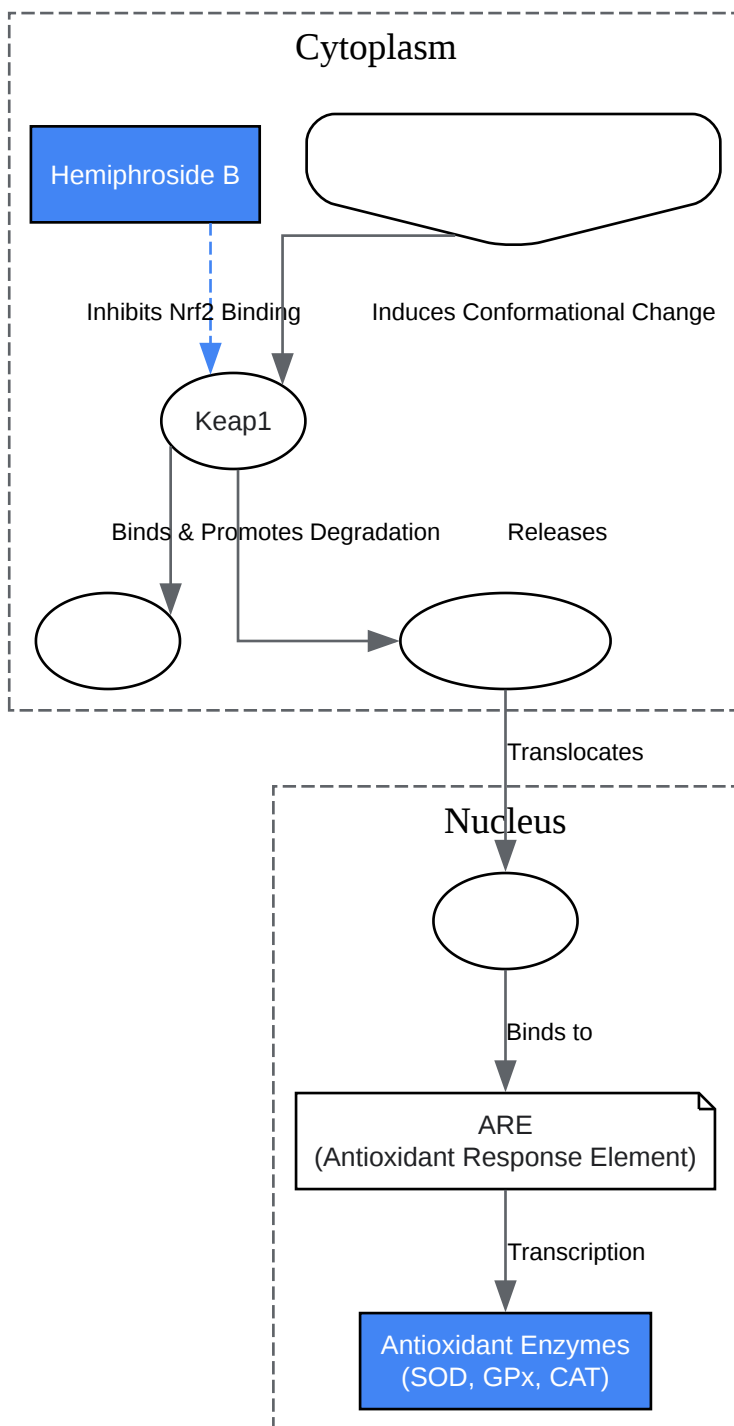 Cytoplasm
Hemiphroside B
Inhibits Nrf2 Binding
Induces Conformational Change
Keap1
Binds & Promotes Degradation
Releases
Translocates
Nucleus
Binds to
ARE
(Antioxidant Response Element)
Transcription
Antioxidant Enzymes
(SOD, GPx, CAT)